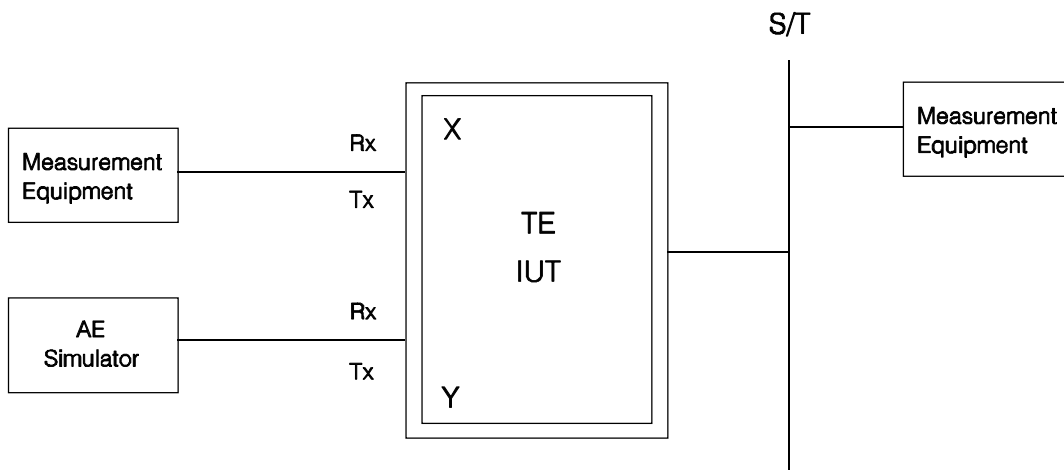 S/T
Measurement
Equipment
Rx
X
Measurement
Equipment
Tx
TE
IUT
Rx
AE
Simulator
Tx
Y